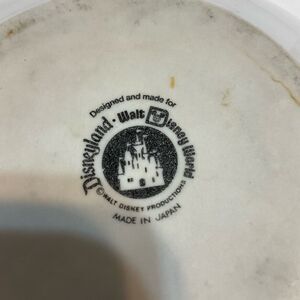 Designed and made for
Disneyland · Walt Disney World
© WALT DISNEY PRODUCTIONS
MADE IN JAPAN